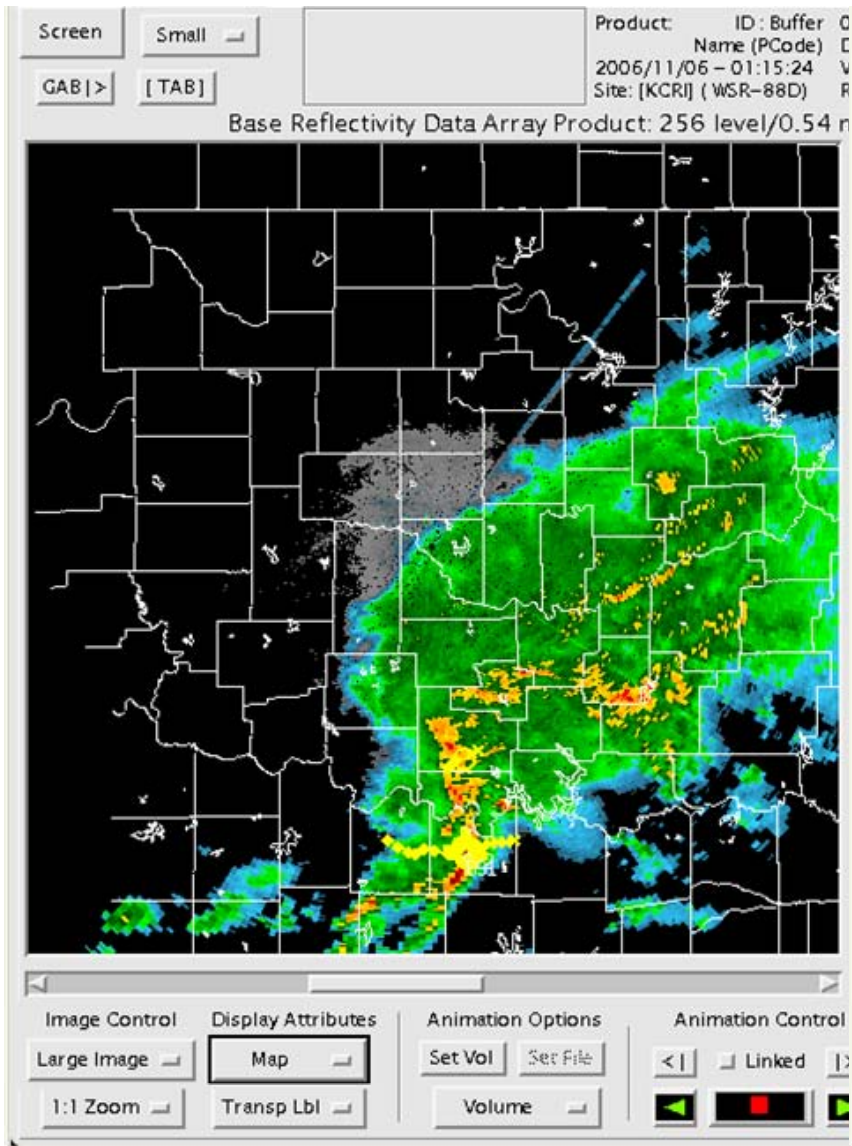 Screen
Small
Product: ID : Buffer 0
Name (PCode) D
GAB|> [TAB]
2006/11/06 – 01:15:24 V
Site: [KCRI] ( WSR–88D) R
Base Reflectivity Data Array Product: 256 level/0.54 n
Image Control Display Attributes Animation Options Animation Control
Large Image Map Set Vol Set File <| Linked |>
1:1 Zoom Transp Lbl Volume